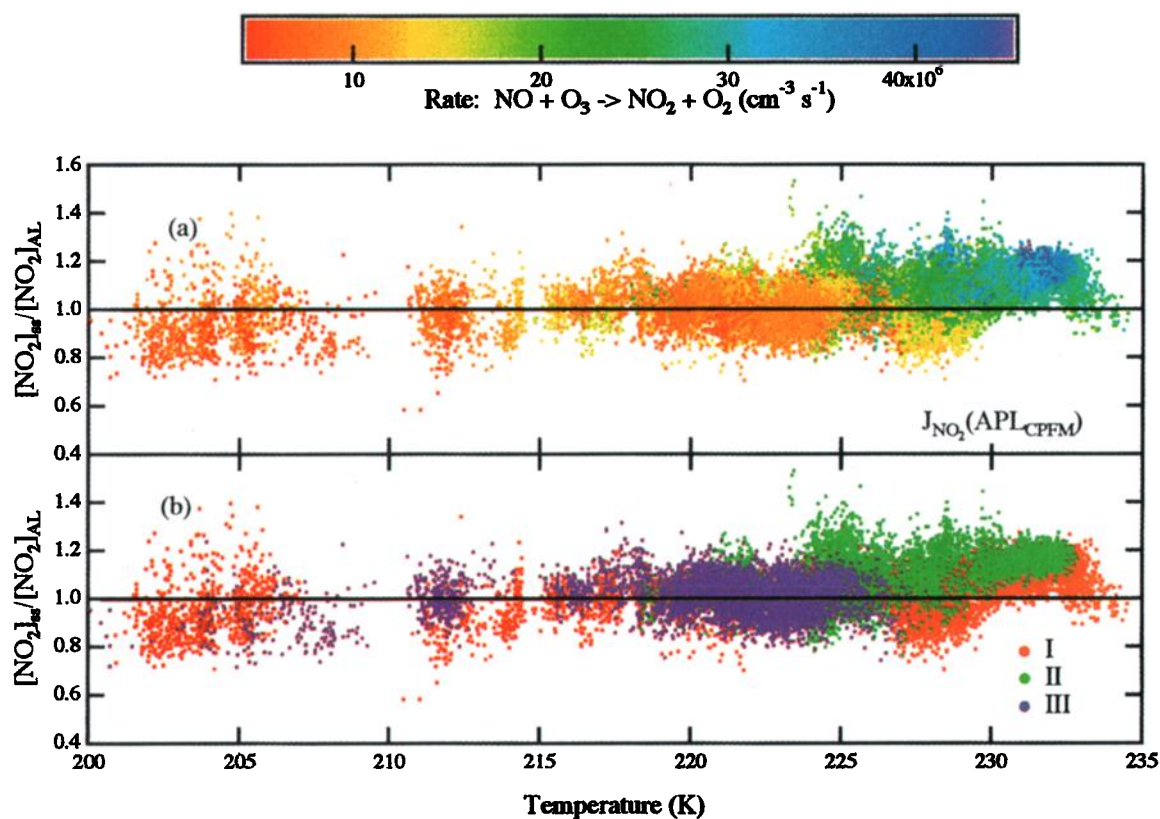 10 20 30 40x10⁶
Rate: NO + O₃ -> NO₂ + O₂ (cm⁻³ s⁻¹)
1.6
1.4
1.2
1.0
0.8
0.6
0.4
[NO₂]ss/[NO₂]AL
(a)
J_NO₂(APL_CPFM)
1.4
1.2
1.0
0.8
0.6
0.4
[NO₂]ss/[NO₂]AL
(b)
I
II
III
200 205 210 215 220 225 230 235
Temperature (K)